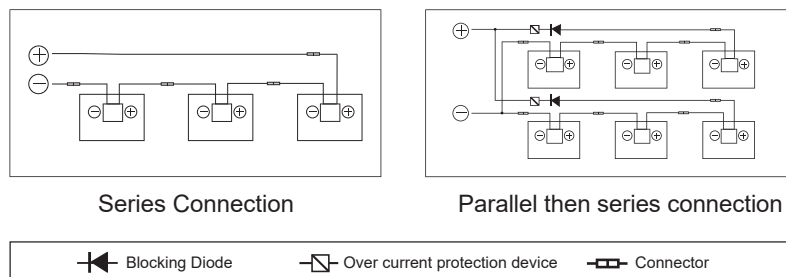 Series Connection
Parallel then series connection
Blocking Diode
Over current protection device
Connector